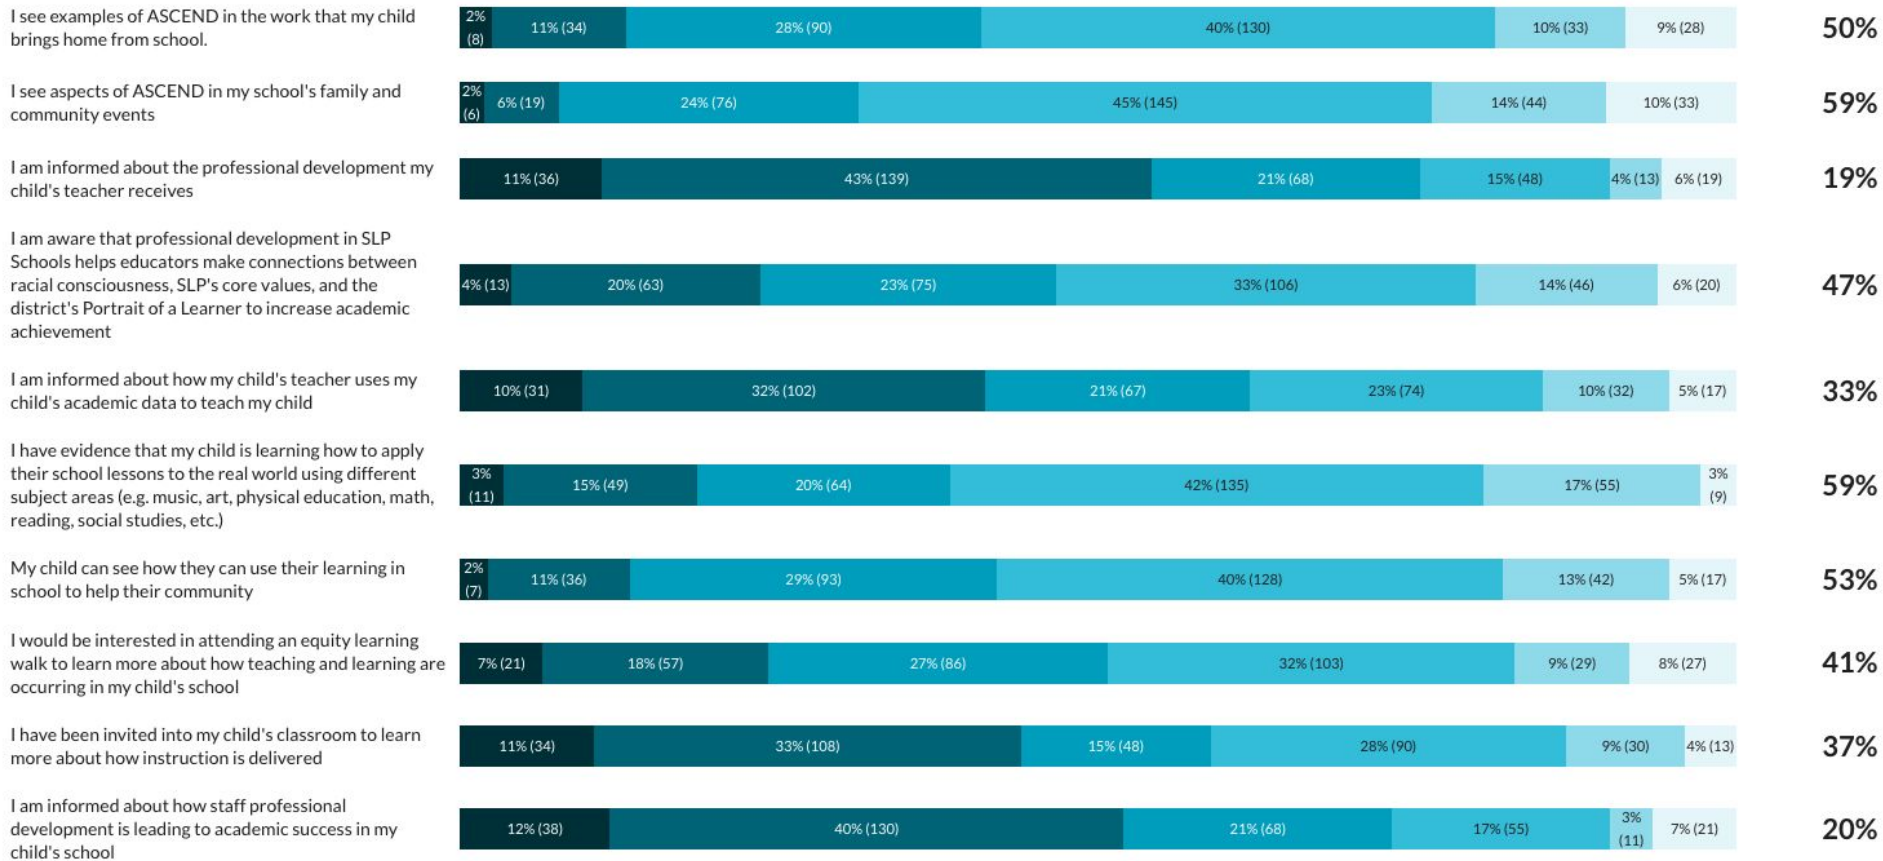 I see examples of ASCEND in the work that my child
brings home from school.
2%
(8)
11% (34)
28% (90)
40% (130)
10% (33)
9% (28)
50%
I see aspects of ASCEND in my school's family and
community events
2%
(6)
6% (19)
24% (76)
45% (145)
14% (44)
10% (33)
59%
I am informed about the professional development my
child's teacher receives
11% (36)
43% (139)
21% (68)
15% (48)
4% (13)
6% (19)
19%
I am aware that professional development in SLP
Schools helps educators make connections between
racial consciousness, SLP's core values, and the
district's Portrait of a Learner to increase academic
achievement
4% (13)
20% (63)
23% (75)
33% (106)
14% (46)
6% (20)
47%
I am informed about how my child's teacher uses my
child's academic data to teach my child
10% (31)
32% (102)
21% (67)
23% (74)
10% (32)
5% (17)
33%
I have evidence that my child is learning how to apply
their school lessons to the real world using different
subject areas (e.g. music, art, physical education, math,
reading, social studies, etc.)
3%
(11)
15% (49)
20% (64)
42% (135)
17% (55)
3%
(9)
59%
My child can see how they can use their learning in
school to help their community
2%
(7)
11% (36)
29% (93)
40% (128)
13% (42)
5% (17)
53%
I would be interested in attending an equity learning
walk to learn more about how teaching and learning are
occurring in my child's school
7% (21)
18% (57)
27% (86)
32% (103)
9% (29)
8% (27)
41%
I have been invited into my child's classroom to learn
more about how instruction is delivered
11% (34)
33% (108)
15% (48)
28% (90)
9% (30)
4% (13)
37%
I am informed about how staff professional
development is leading to academic success in my
child's school
12% (38)
40% (130)
21% (68)
17% (55)
3%
(11)
7% (21)
20%